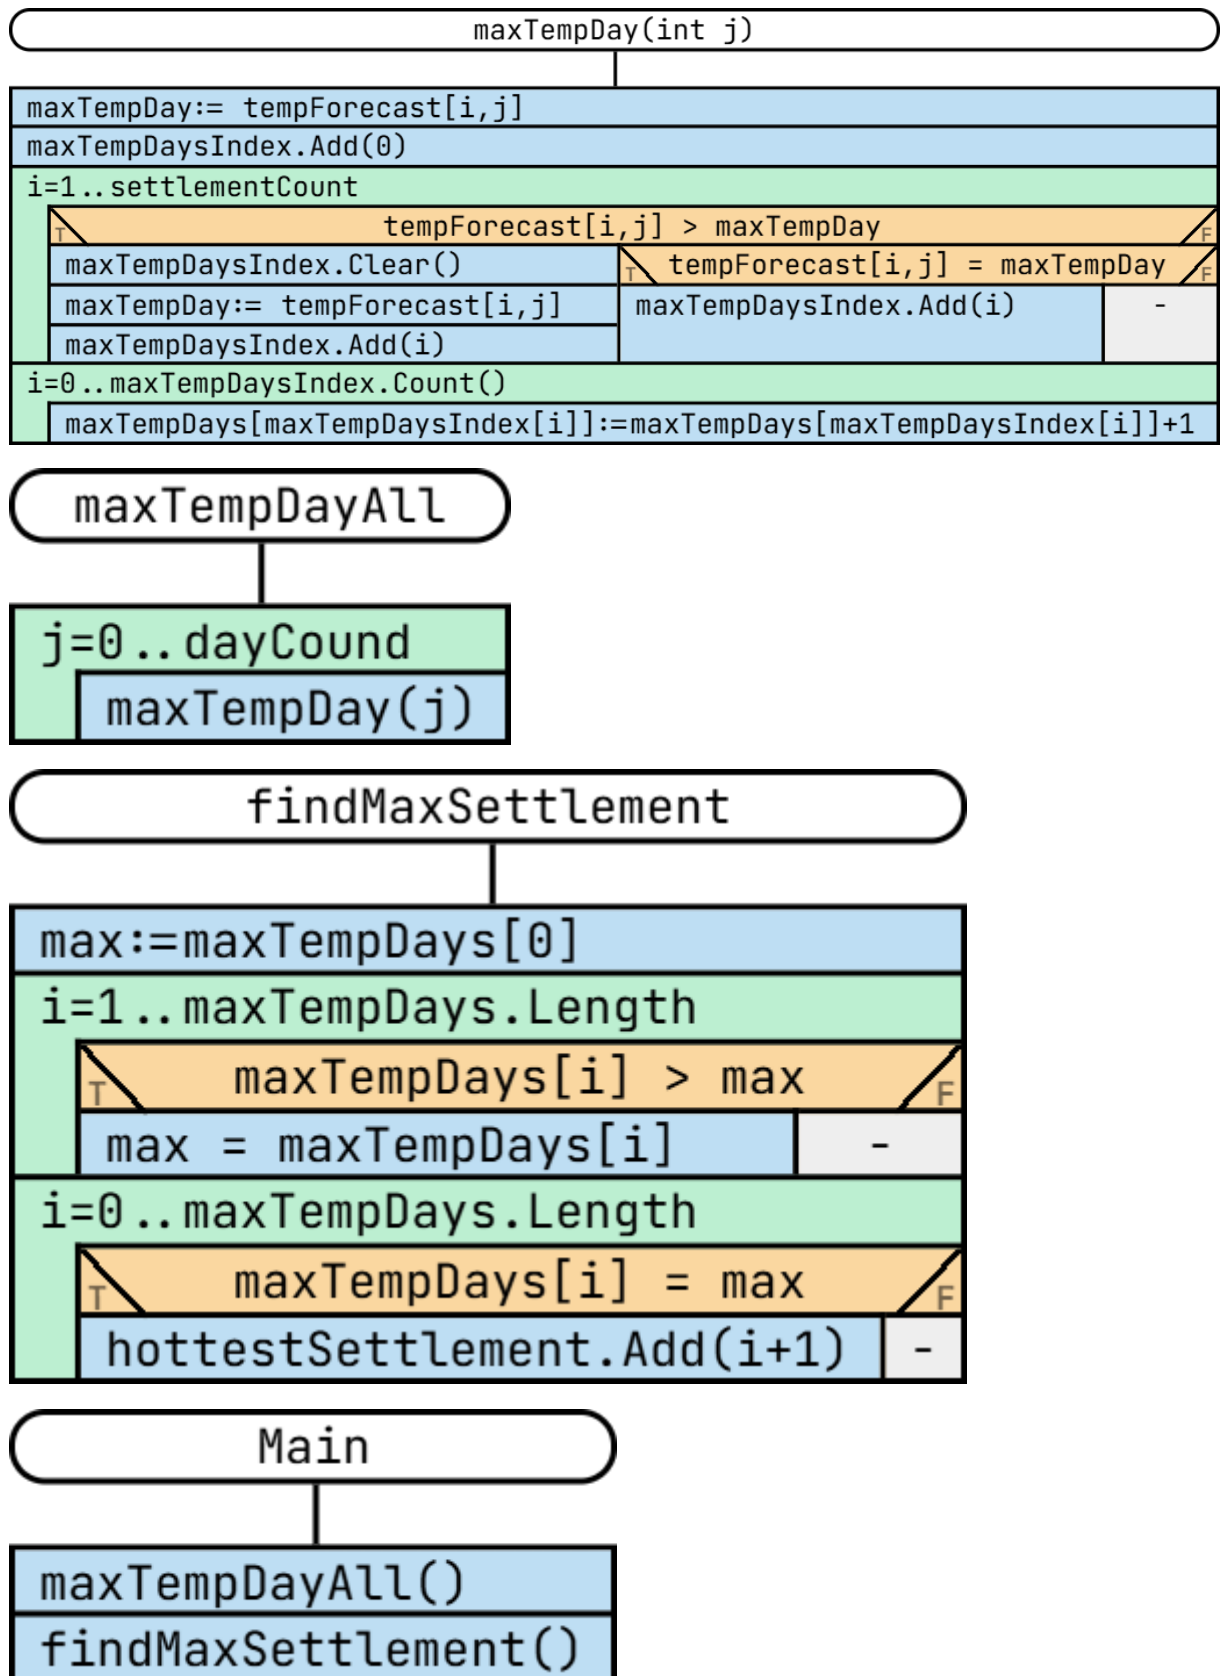 maxTempDay(int j)
maxTempDay:= tempForecast[i,j]
maxTempDaysIndex.Add(0)
i=1..settlementCount
T tempForecast[i,j] > maxTempDay F
maxTempDaysIndex.Clear() T tempForecast[i,j] = maxTempDay F
maxTempDay:= tempForecast[i,j] maxTempDaysIndex.Add(i) -
maxTempDaysIndex.Add(i)
i=0..maxTempDaysIndex.Count()
maxTempDays[maxTempDaysIndex[i]]:=maxTempDays[maxTempDaysIndex[i]]+1
maxTempDayAll
j=0..dayCound
maxTempDay(j)
findMaxSettlement
max:=maxTempDays[0]
i=1..maxTempDays.Length
T maxTempDays[i] > max F
max = maxTempDays[i] -
i=0..maxTempDays.Length
T maxTempDays[i] = max F
hottestSettlement.Add(i+1) -
Main
maxTempDayAll()
findMaxSettlement()